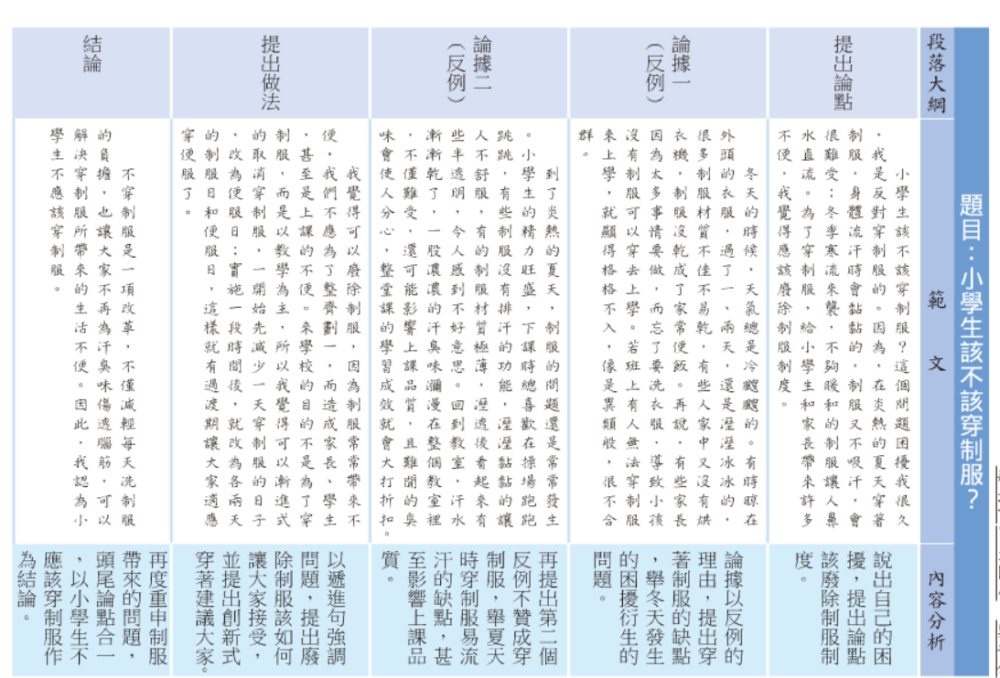 題目：小學生該不該穿制服？
段落大綱
範文
內容分析
提出論點
小學生該不該穿制服？這個問題困擾我很久
，我是反對穿制服的。因為，在炎熱的夏天穿著
制服，身體流汗時會黏黏的，制服又不吸汗，會
很難受；冬季寒流來襲，不夠暖和的制服讓人鼻
水直流。為了穿制服，給小學生和家長帶來許多
不便，我覺得應該廢除制服制度。
說出自己的困
擾，提出論點
該廢除制服制
度。
論據一
（反例）
冬天的時候，天氣總是冷颼颼的。有時晾在
外頭的衣服，過了一、兩天，還是溼溼冰冰的，
很多制服材質不佳不易乾，有些人家中又沒有烘
衣機，制服沒乾成了家常便飯。再說，有些家長
因為太多事情要做，而忘了要洗衣服，導致小孩
沒有制服可以穿去上學。若班上有人無法穿制服
來上學，就顯得格格不入，像是異類般，很不合
群。
論據以反例的
理由，提出穿
著制服的缺點
，舉冬天發生
的困擾衍生的
問題。
論據二
（反例）
到了炎熱的夏天，制服的問題還是常常發生
。小學生的精力旺盛，下課時總喜歡在操場跑跑
跳跳，有些制服沒有排汗的功能，溼溼黏黏的讓
人不舒服，有的制服材質極薄，溼透後看起來有
些半透明，令人感到不好意思。回到教室，汗水
漸漸乾了，一股濃濃的汗臭味瀰漫在整個教室裡
，不僅難受，還可能影響上課品質，且難聞的臭
味會使人分心，整堂課的學習成效就會大打折扣。
再提出第二個
反例不贊成穿
制服，舉夏天
時穿制服易流
汗的缺點，甚
至影響上課品
質。
提出做法
我覺得可以廢除制服，因為制服常常帶來不
便，我們不應為了整齊劃一，而造成家長、學生
，甚至是上課的不便。來學校的目的不是為了穿
制服，而是以教學為主，所以我覺得可以漸進式
的取消穿制服，一開始先減少一天穿制服的日子
，改為便服日；實施一段時間後，就改為各兩天
的制服日和便服日，這樣就有過渡期讓大家適應
穿便服了。
以遞進句強調
問題，提出廢
除制服該如何
讓大家接受，
並提出創新式
穿著建議大家。
結論
不穿制服是一項改革，不僅減輕每天洗制服
的負擔，也讓大家不再為汗臭味傷透腦筋，可以
解決穿制服所帶來的生活不便。因此，我認為小
學生不應該穿制服。
再度重申制服
帶來的問題，
頭尾論點合一
，以小學生不
應該穿制服作
為結論。